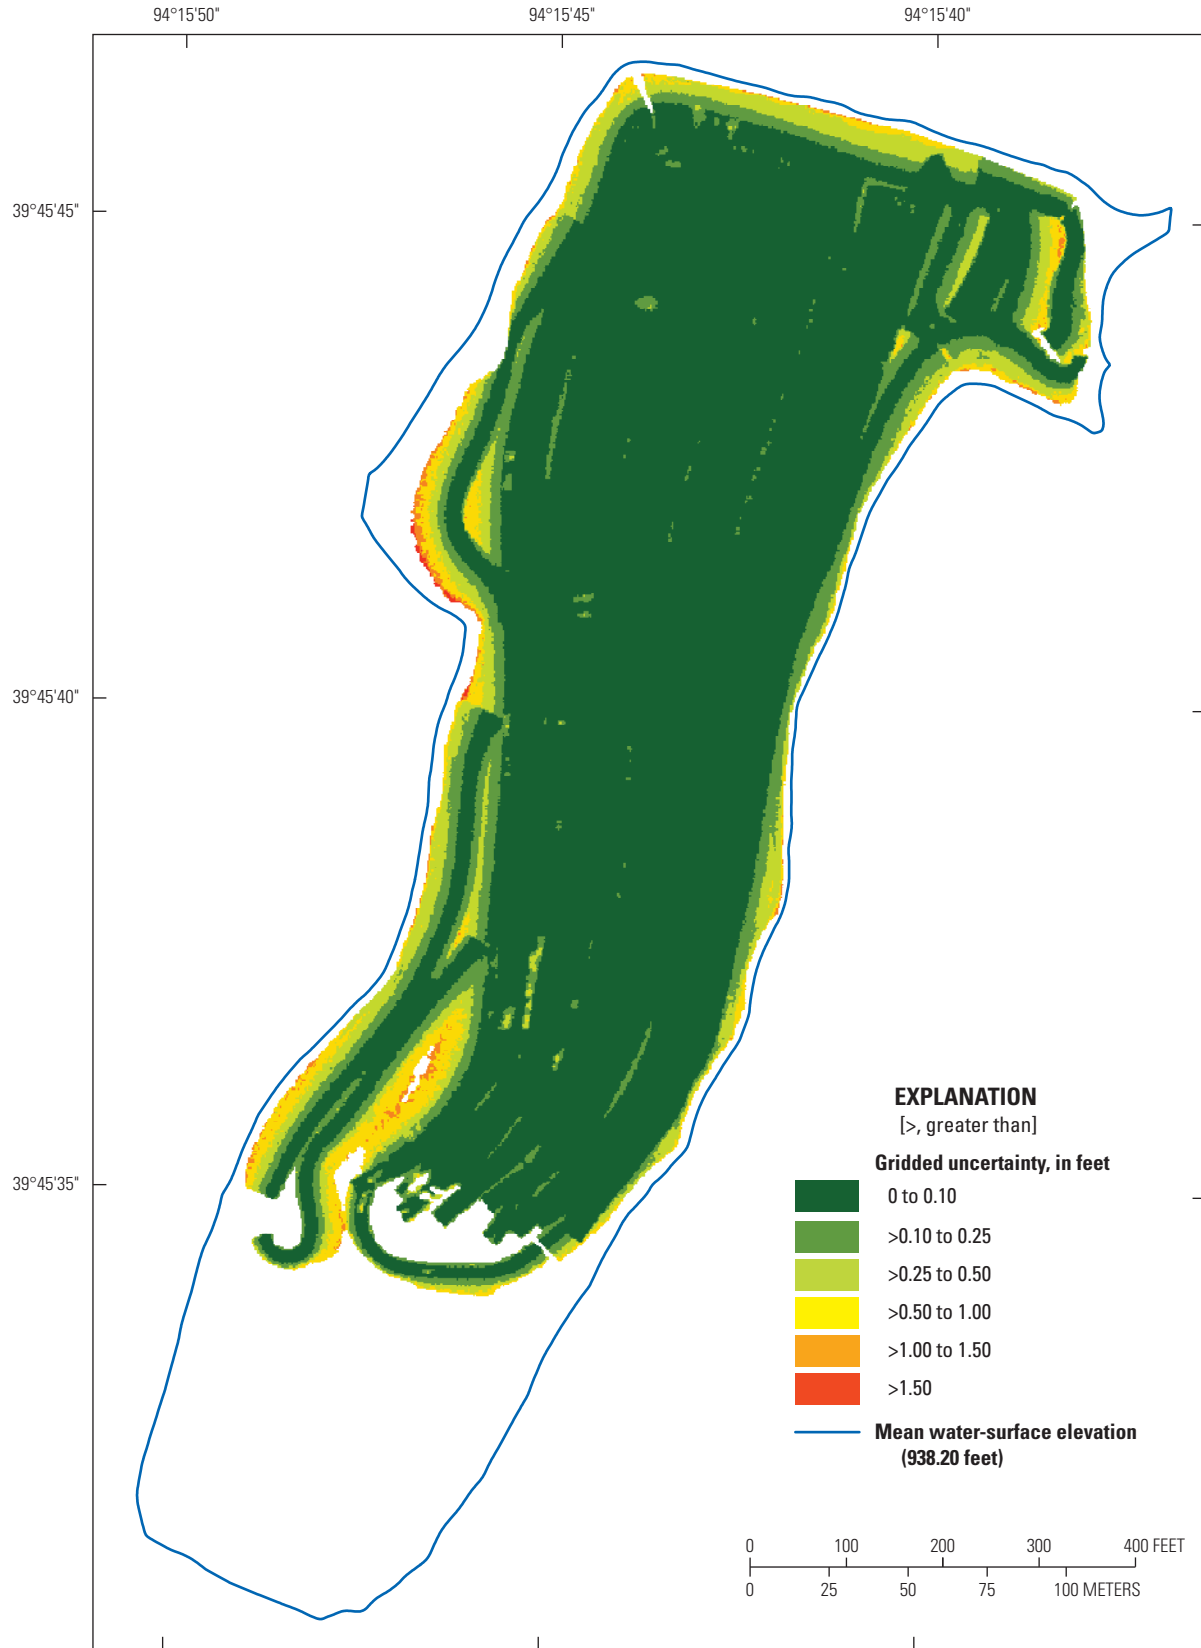 94°15'50" 94°15'45" 94°15'40"
39°45'45"
39°45'40"
39°45'35"
EXPLANATION
[>, greater than]
Gridded uncertainty, in feet
0 to 0.10
>0.10 to 0.25
>0.25 to 0.50
>0.50 to 1.00
>1.00 to 1.50
>1.50
Mean water-surface elevation
(938.20 feet)
0 100 200 300 400 FEET
0 25 50 75 100 METERS